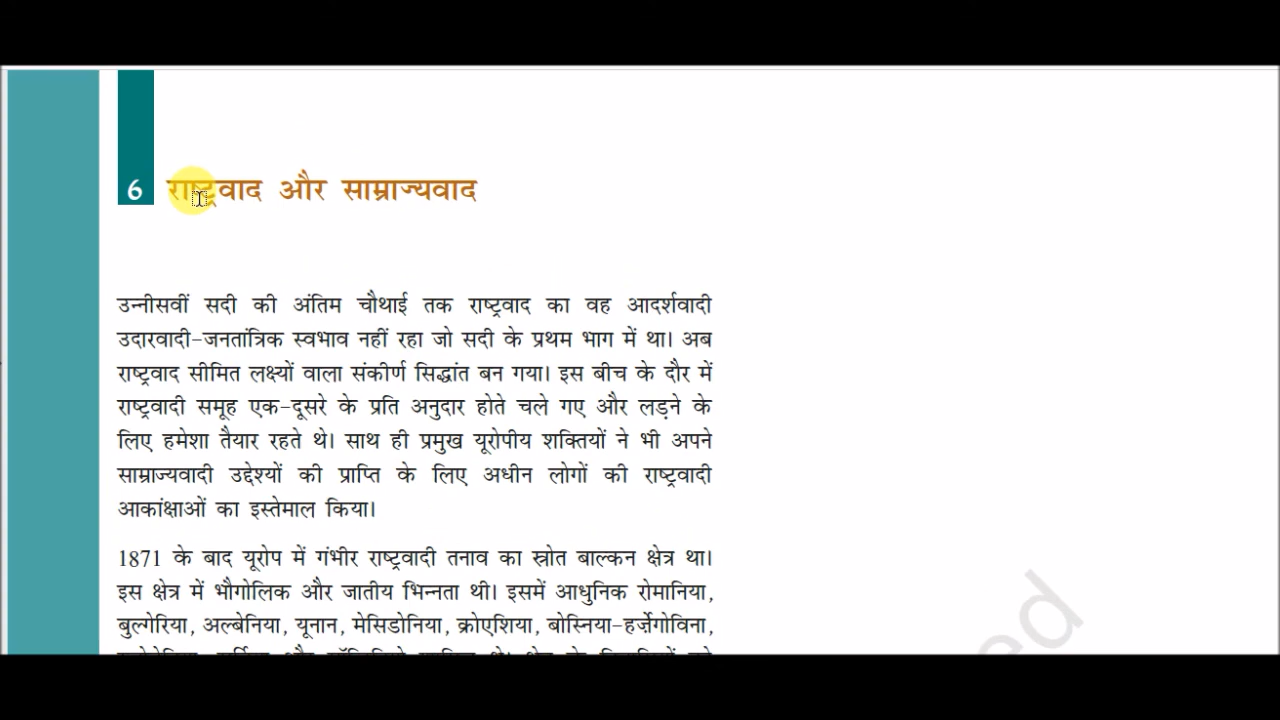 6 राष्ट्रवाद और साम्राज्यवाद
उन्नीसवीं सदी की अंतिम चौथाई तक राष्ट्रवाद का वह आदर्शवादी
उदारवादी-जनतांत्रिक स्वभाव नहीं रहा जो सदी के प्रथम भाग में था। अब
राष्ट्रवाद सीमित लक्ष्यों वाला संकीर्ण सिद्धांत बन गया। इस बीच के दौर में
राष्ट्रवादी समूह एक-दूसरे के प्रति अनुदार होते चले गए और लड़ने के
लिए हमेशा तैयार रहते थे। साथ ही प्रमुख यूरोपीय शक्तियों ने भी अपने
साम्राज्यवादी उद्देश्यों की प्राप्ति के लिए अधीन लोगों की राष्ट्रवादी
आकांक्षाओं का इस्तेमाल किया।
1871 के बाद यूरोप में गंभीर राष्ट्रवादी तनाव का स्रोत बाल्कन क्षेत्र था।
इस क्षेत्र में भौगोलिक और जातीय भिन्नता थी। इसमें आधुनिक रोमानिया,
बुल्गेरिया, अल्बेनिया, यूनान, मेसिडोनिया, क्रोएशिया, बोस्निया-हर्जेगोविना,
ed